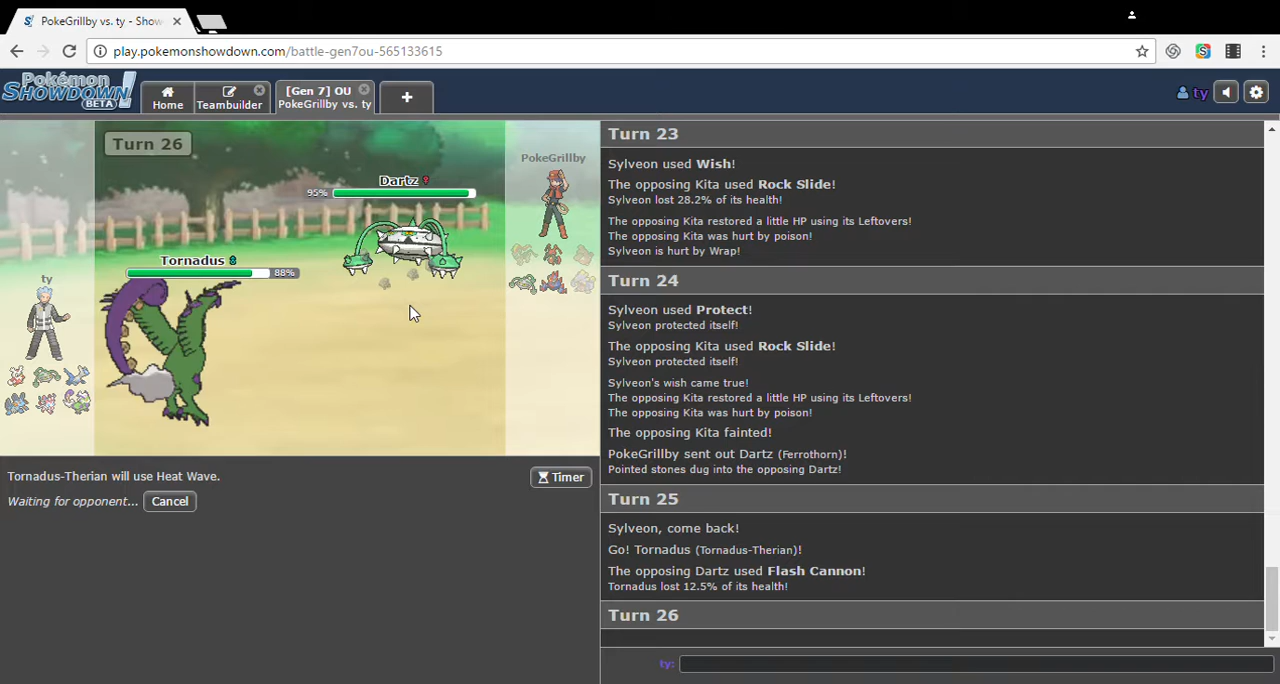 PokeGrillby vs. ty - Show
play.pokemonshowdown.com/battle-gen7ou-565133615
Pokémon
SHOWDOWN!
BETA
Home
Teambuilder
[Gen 7] OU
PokeGrillby vs. ty
+
ty
Turn 26
PokeGrillby
Dartz
95%
Tornadus
88%
ty
Tornadus-Therian will use Heat Wave.
Timer
Waiting for opponent...
Cancel
Turn 23
Sylveon used Wish!
The opposing Kita used Rock Slide!
Sylveon lost 28.2% of its health!
The opposing Kita restored a little HP using its Leftovers!
The opposing Kita was hurt by poison!
Sylveon is hurt by Wrap!
Turn 24
Sylveon used Protect!
Sylveon protected itself!
The opposing Kita used Rock Slide!
Sylveon protected itself!
Sylveon's wish came true!
The opposing Kita restored a little HP using its Leftovers!
The opposing Kita was hurt by poison!
The opposing Kita fainted!
PokeGrillby sent out Dartz (Ferrothorn)!
Pointed stones dug into the opposing Dartz!
Turn 25
Sylveon, come back!
Go! Tornadus (Tornadus-Therian)!
The opposing Dartz used Flash Cannon!
Tornadus lost 12.5% of its health!
Turn 26
ty: